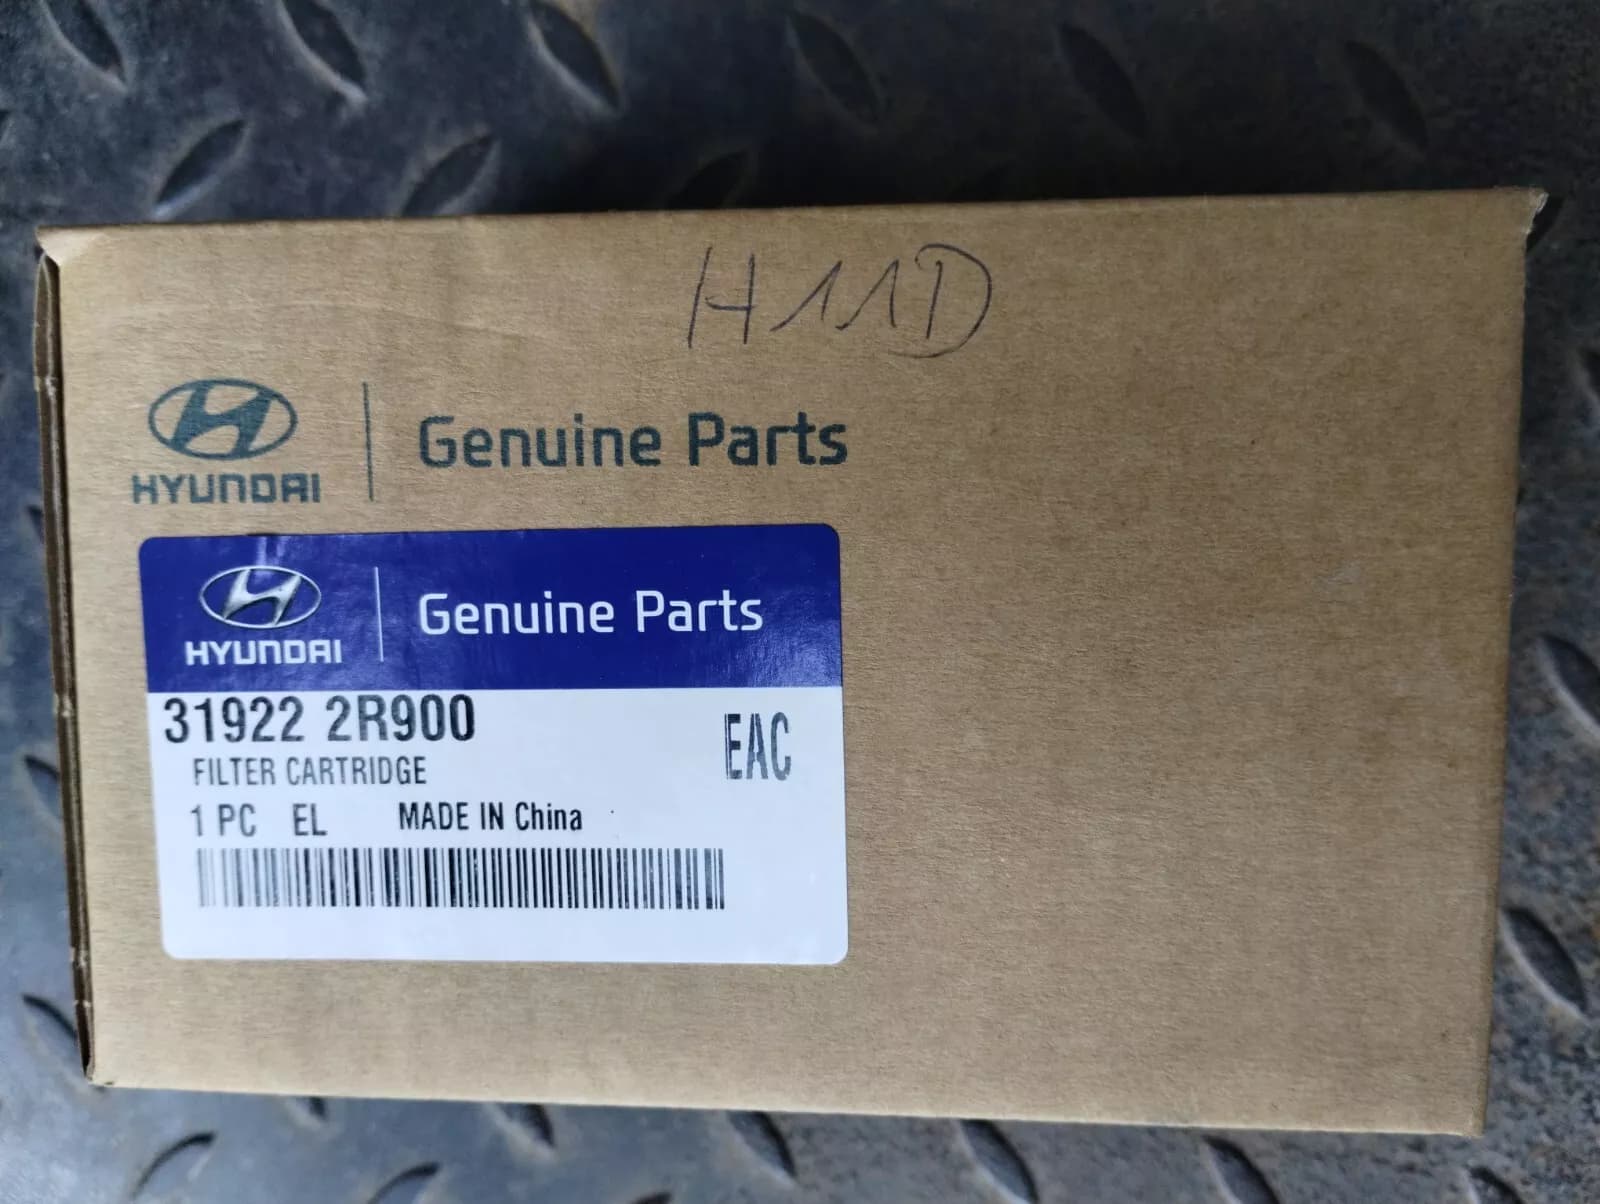 H11D
HYUNDAI
Genuine Parts
HYUNDAI
Genuine Parts
31922 2R900
EAC
FILTER CARTRIDGE
1 PC EL MADE IN China